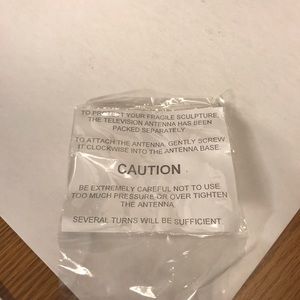 TO PROTECT YOUR FRAGILE SCULPTURE,
THE TELEVISION ANTENNA HAS BEEN
PACKED SEPARATELY
TO ATTACH THE ANTENNA, GENTLY SCREW
IT CLOCKWISE INTO THE ANTENNA BASE.
CAUTION
BE EXTREMELY CAREFUL NOT TO USE
TOO MUCH PRESSURE OR OVER TIGHTEN
THE ANTENNA
SEVERAL TURNS WILL BE SUFFICIENT